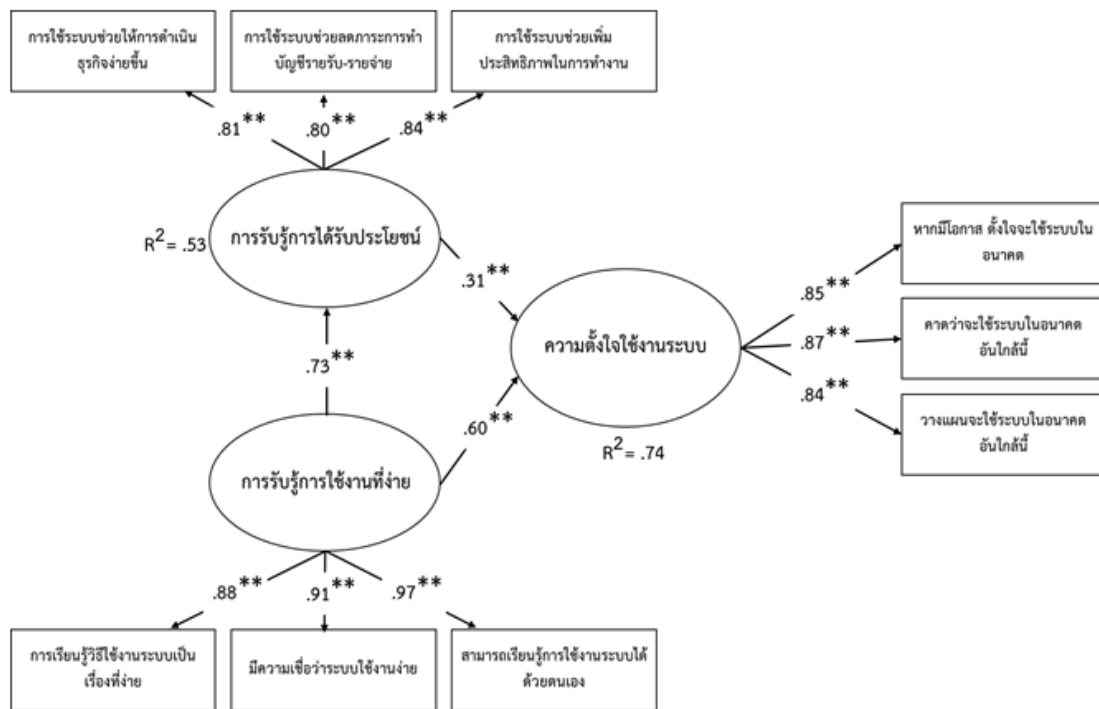 การใช้ระบบช่วยให้การดำเนิน
ธุรกิจง่ายขึ้น
การใช้ระบบช่วยลดภาระการทำ
บัญชีรายรับ-รายจ่าย
การใช้ระบบช่วยเพิ่ม
ประสิทธิภาพในการทำงาน
.81**
.80**
.84**
R2 = .53
การรับรู้การได้รับประโยชน์
.31**
หากมีโอกาส ตั้งใจจะใช้ระบบใน
อนาคต
.85**
ความตั้งใจใช้งานระบบ
.87**
คาดว่าจะใช้ระบบในอนาคต
อันใกล้นี้
.73**
.84**
.60**
R2 = .74
วางแผนจะใช้ระบบในอนาคต
อันใกล้นี้
การรับรู้การใช้งานที่ง่าย
.88**
.91**
.97**
การเรียนรู้วิธีใช้งานระบบเป็น
เรื่องที่ง่าย
มีความเชื่อว่าระบบใช้งานง่าย
สามารถเรียนรู้การใช้งานระบบได้
ด้วยตนเอง